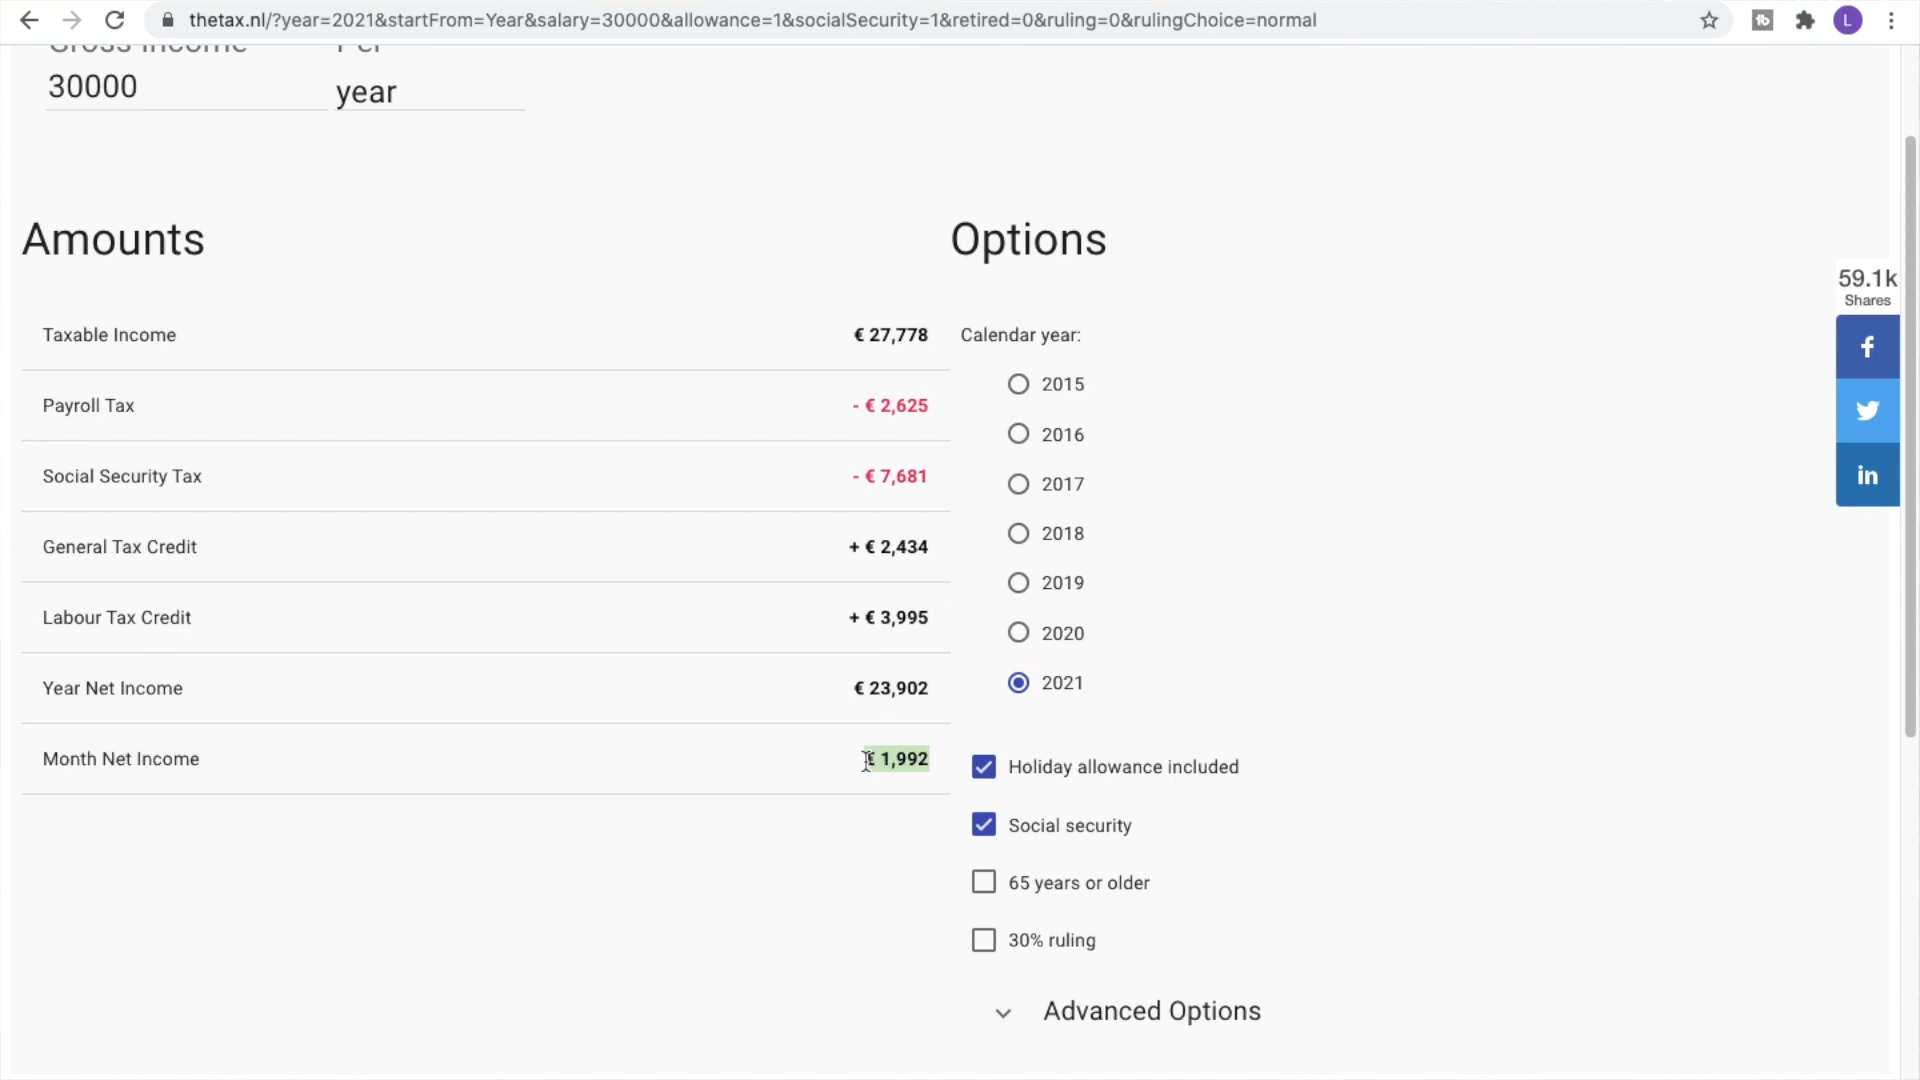 thetax.nl/?year=2021&startFrom=Year&salary=30000&allowance=1&socialSecurity=1&retired=0&ruling=0&rulingChoice=normal
L
Gross Income Per
30000 year
Amounts
Options
59.1k
Shares
Taxable Income € 27,778
Calendar year:
2015
Payroll Tax - € 2,625
2016
Social Security Tax - € 7,681
2017
2018
General Tax Credit + € 2,434
2019
Labour Tax Credit + € 3,995
2020
Year Net Income € 23,902
2021
Month Net Income € 1,992
Holiday allowance included
Social security
65 years or older
30% ruling
Advanced Options